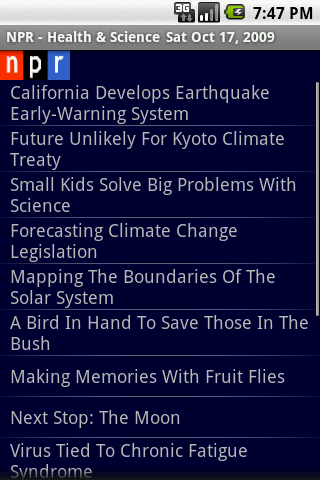 3G 7:47 PM
NPR - Health & Science Sat Oct 17, 2009
n p r
California Develops Earthquake
Early-Warning System
Future Unlikely For Kyoto Climate
Treaty
Small Kids Solve Big Problems With
Science
Forecasting Climate Change
Legislation
Mapping The Boundaries Of The
Solar System
A Bird In Hand To Save Those In The
Bush
Making Memories With Fruit Flies
Next Stop: The Moon
Virus Tied To Chronic Fatigue
Syndrome